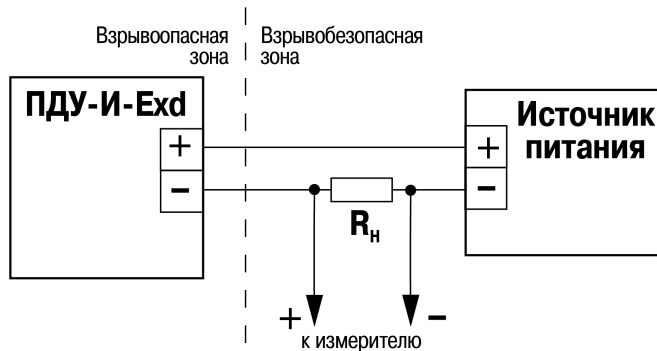 Взрывоопасная
зона
Взрывобезопасная
зона
ПДУ-И-Exd
+
−
Источник
питания
+
−
Rн
+
−
к измерителю